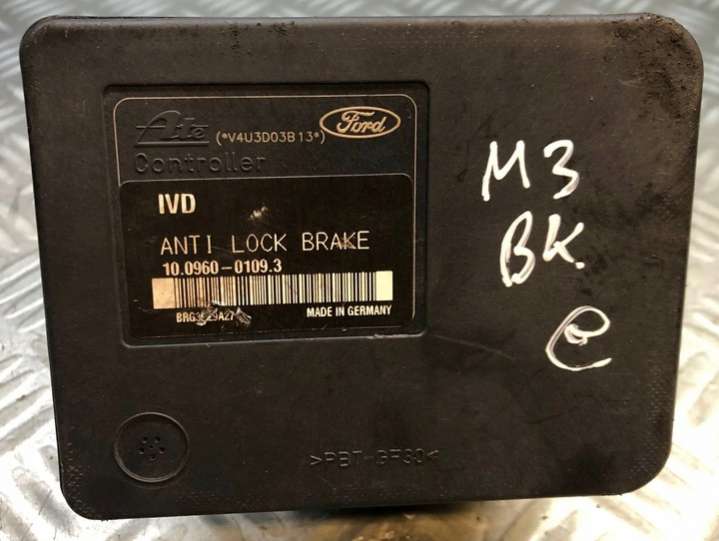 Ate (*V4U3D03B13*) Ford
Controller
IVD
ANTI LOCK BRAKE
10.0960-0109.3
MADE IN GERMANY
M3
BK
e
>PBT-GF30<